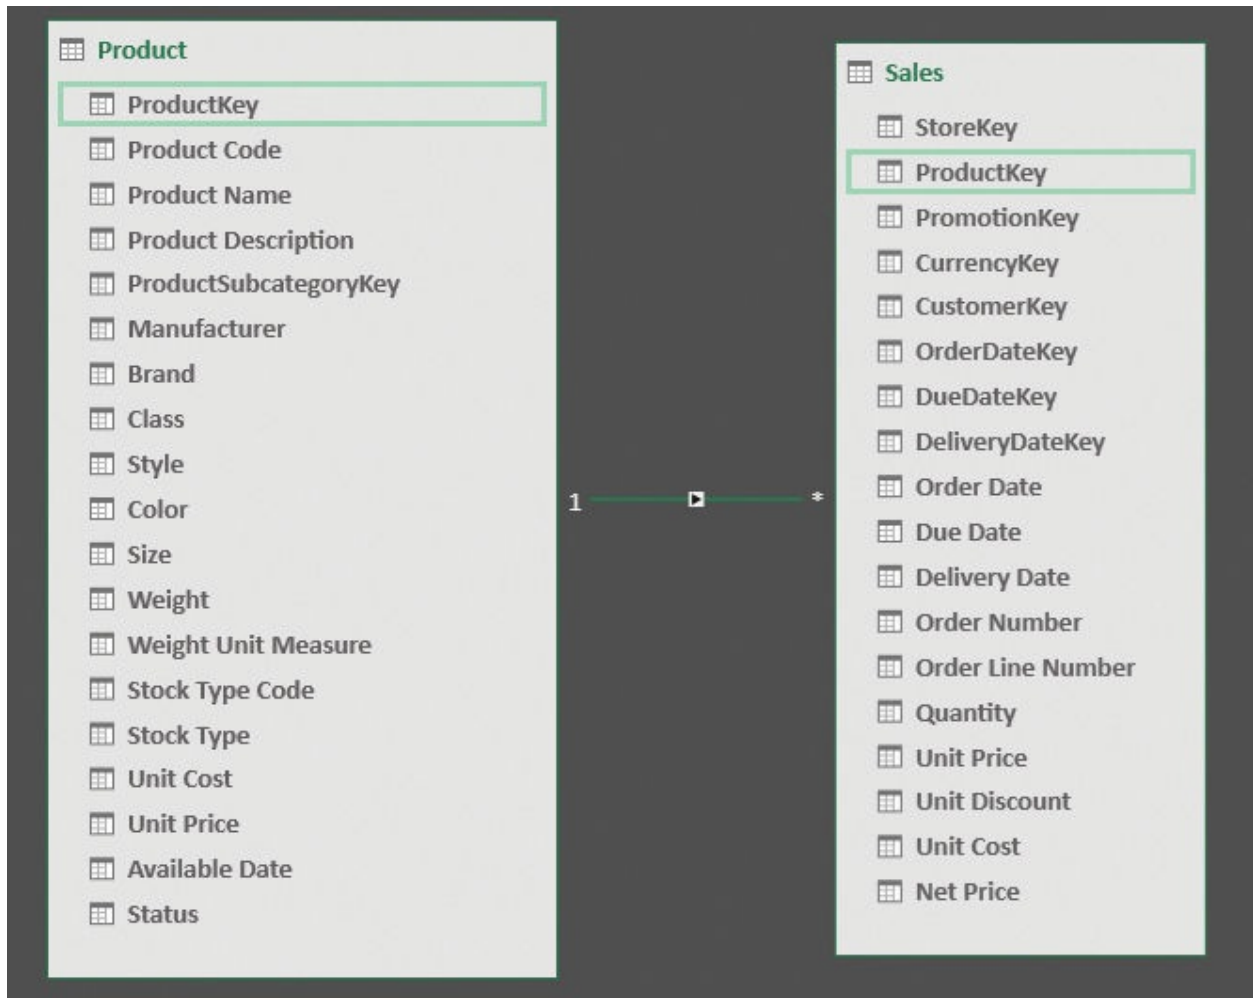 Product
ProductKey
Product Code
Product Name
Product Description
ProductSubcategoryKey
Manufacturer
Brand
Class
Style
Color
Size
Weight
Weight Unit Measure
Stock Type Code
Stock Type
Unit Cost
Unit Price
Available Date
Status
1
*
Sales
StoreKey
ProductKey
PromotionKey
CurrencyKey
CustomerKey
OrderDateKey
DueDateKey
DeliveryDateKey
Order Date
Due Date
Delivery Date
Order Number
Order Line Number
Quantity
Unit Price
Unit Discount
Unit Cost
Net Price